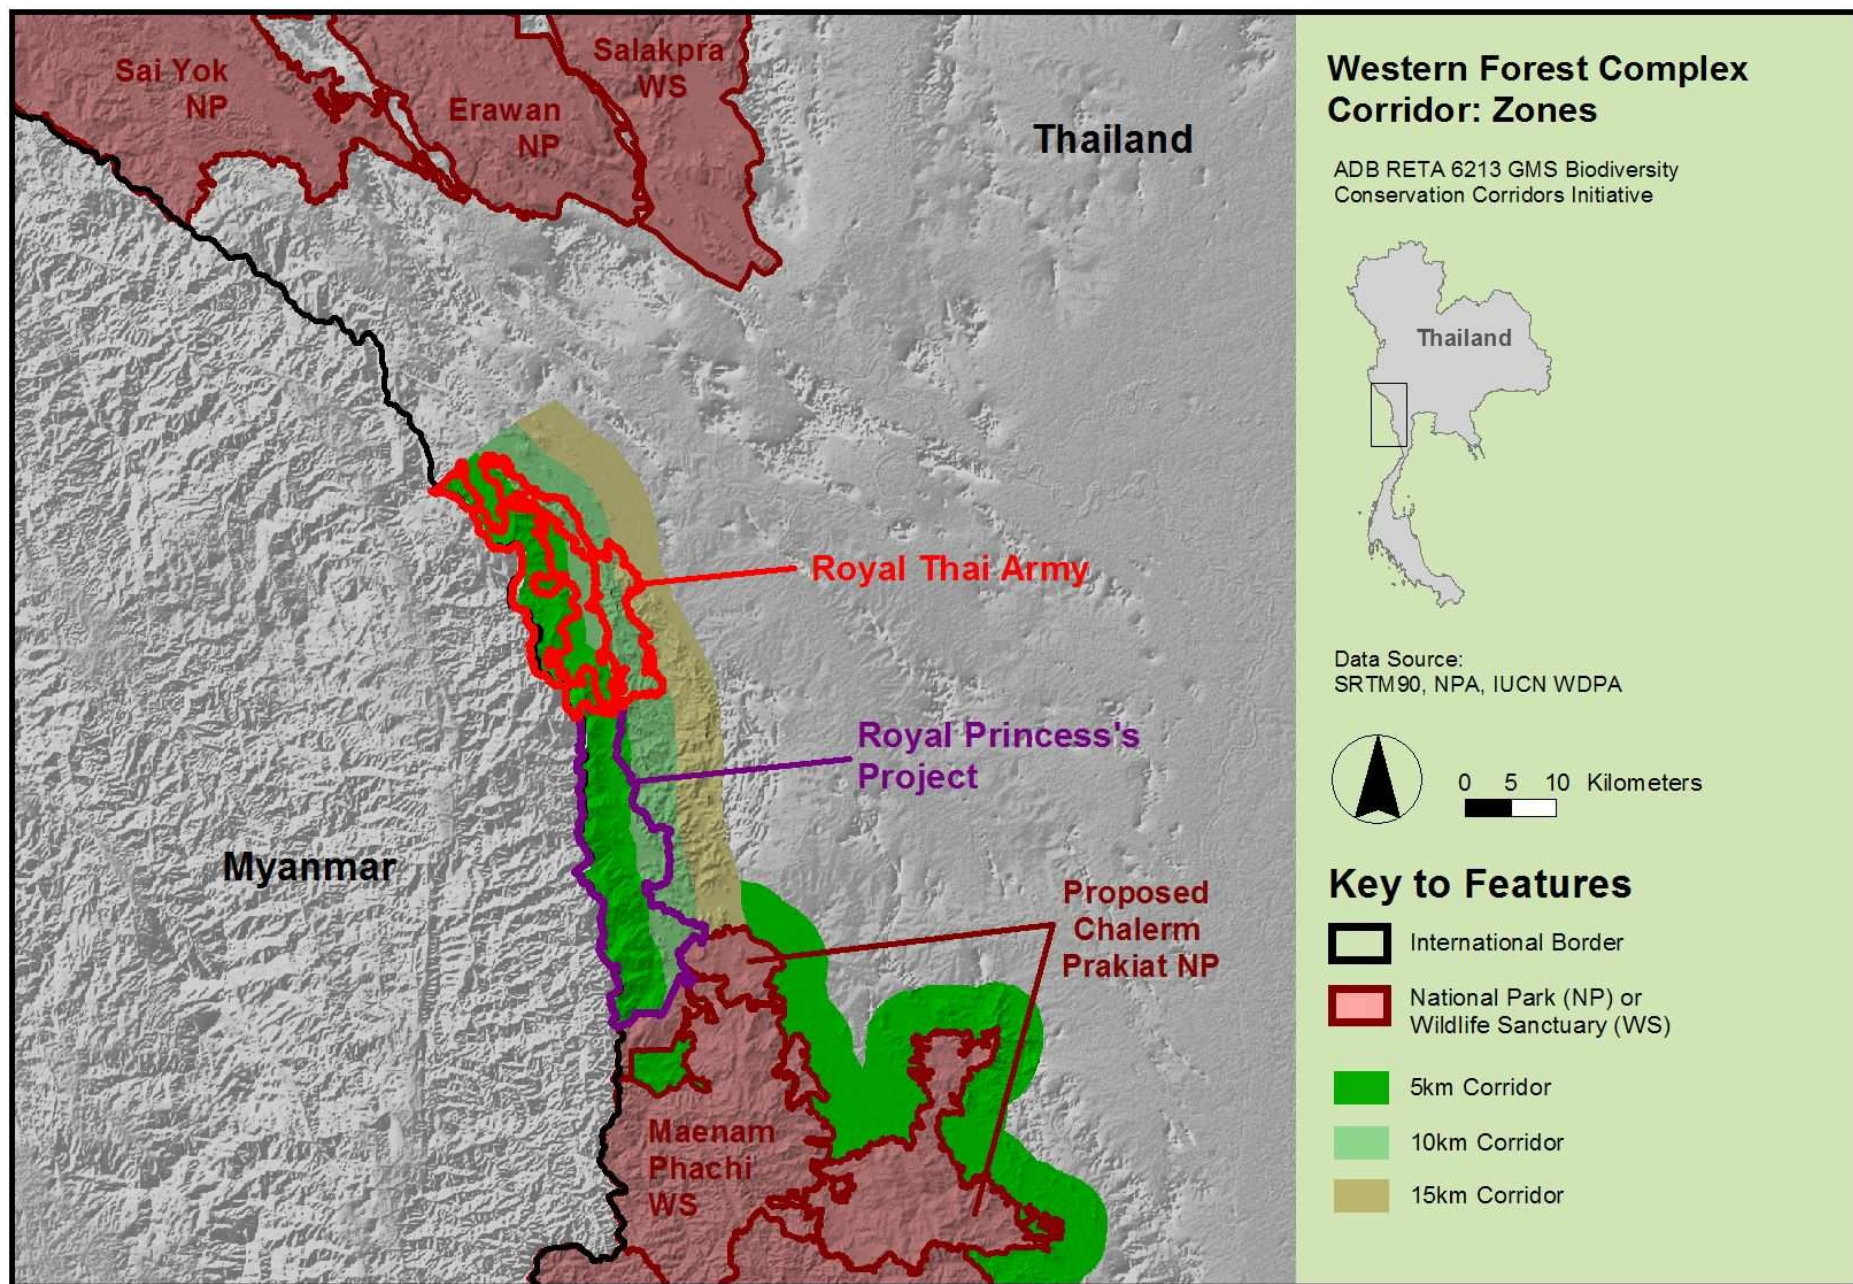 Sai Yok
NP
Erawan
NP
Salakpra
WS
Thailand
Royal Thai Army
Royal Princess's
Project
Myanmar
Proposed
Chalerm
Prakiat NP
Maenam
Phachi
WS
Western Forest Complex
Corridor: Zones
ADB RETA 6213 GMS Biodiversity
Conservation Corridors Initiative
Thailand
Data Source:
SRTM90, NPA, IUCN WDPA
0 5 10 Kilometers
Key to Features
International Border
National Park (NP) or
Wildlife Sanctuary (WS)
5km Corridor
10km Corridor
15km Corridor